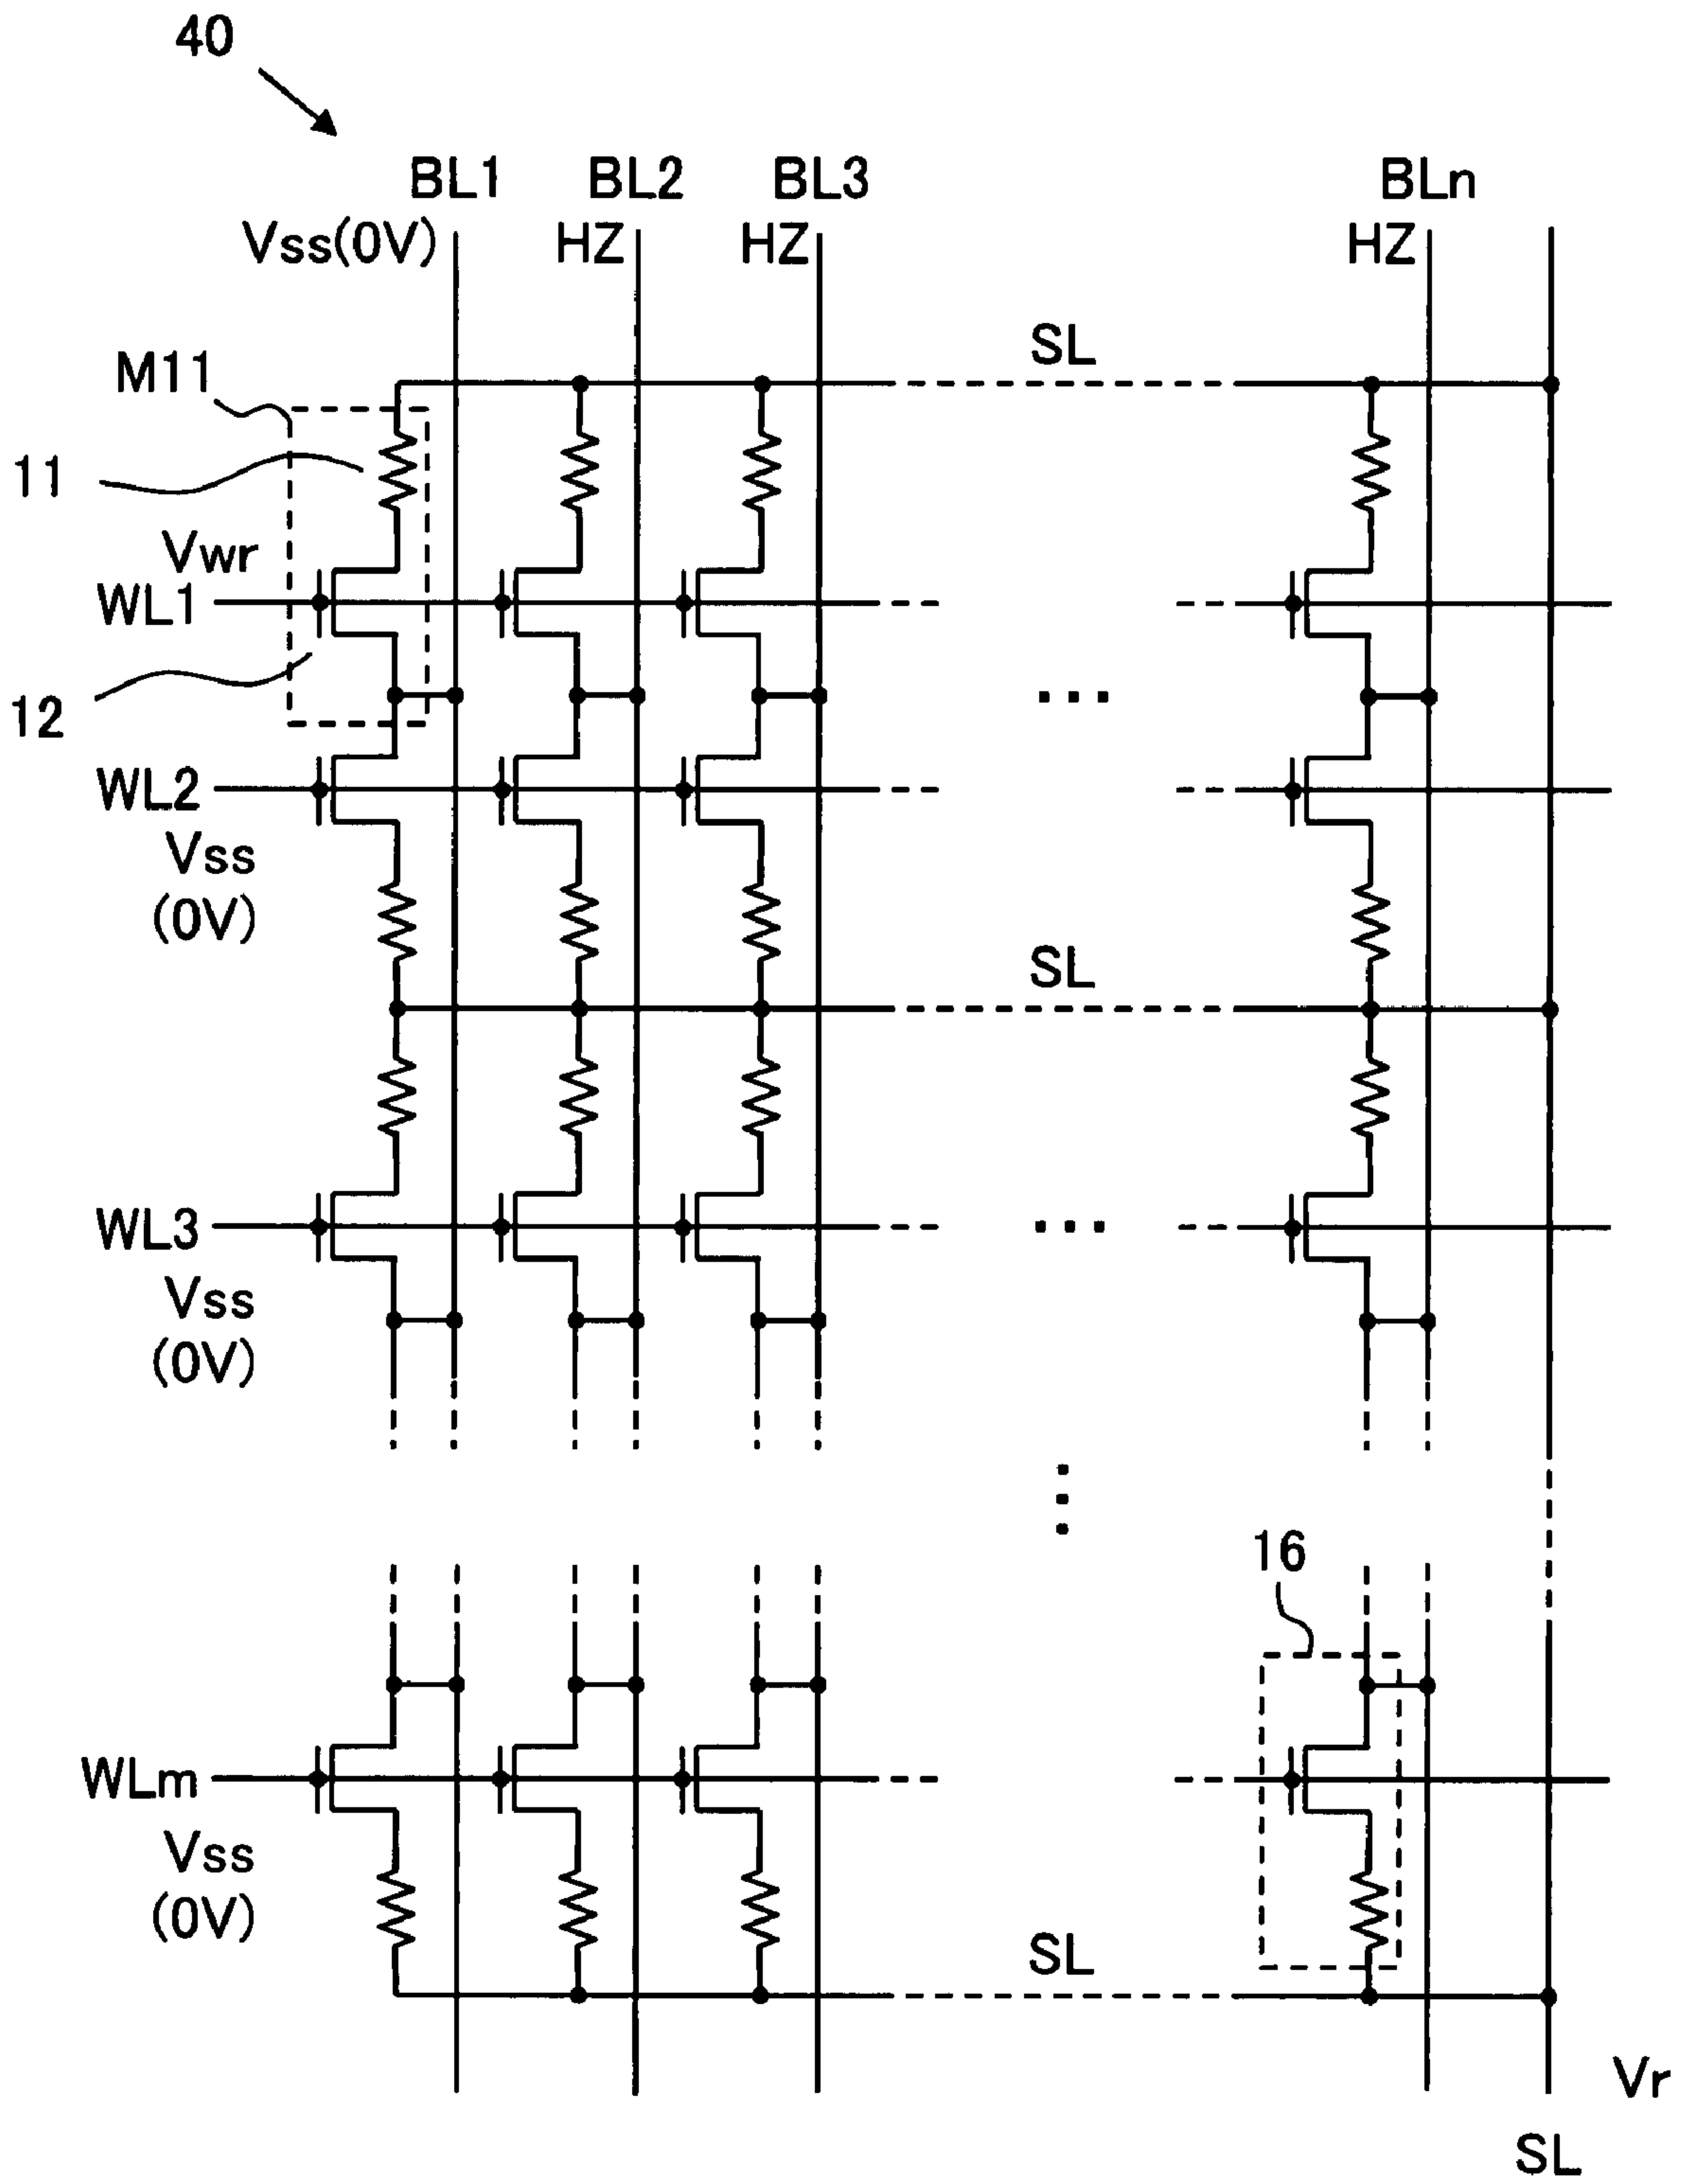 40
BL1 BL2 BL3 BLn
Vss(0V) HZ HZ HZ
SL
M11
11
Vwr
WL1
12
...
WL2
Vss
(0V)
SL
WL3
...
Vss
(0V)
16
WLm
Vss
(0V)
SL
Vr
SL